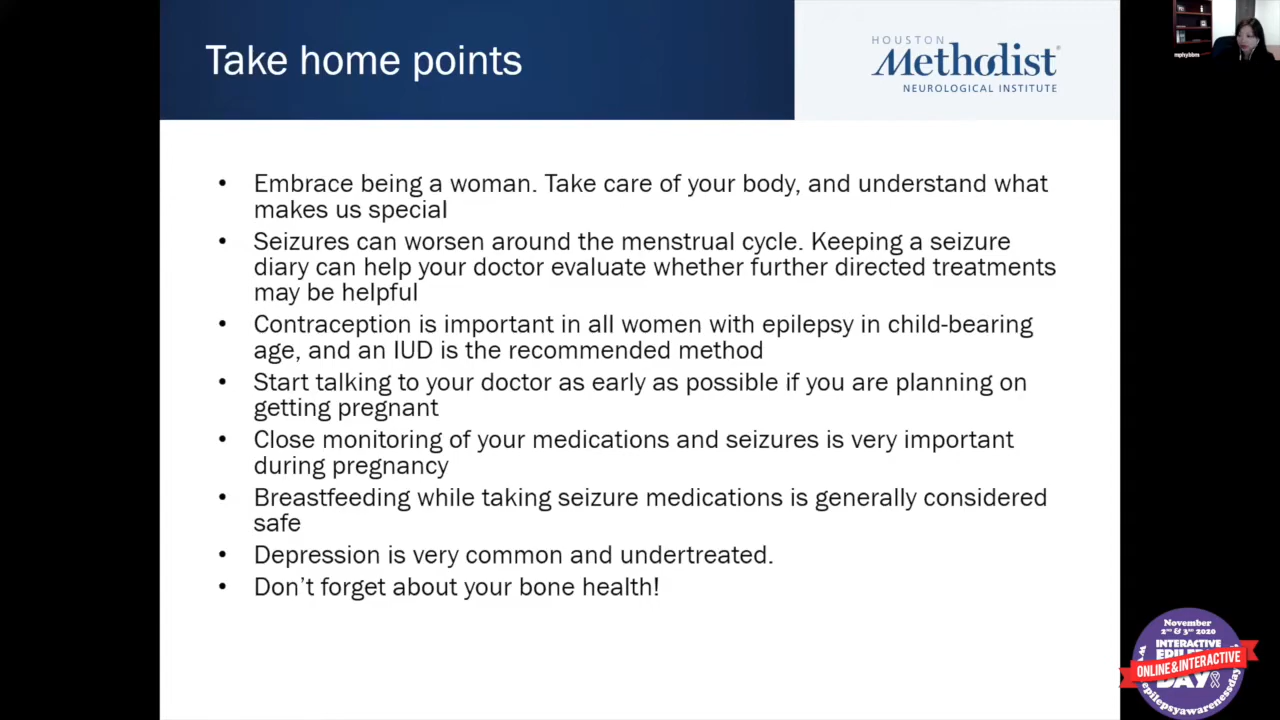 Take home points
HOUSTON
Methodist
NEUROLOGICAL INSTITUTE
mphybbms
• Embrace being a woman. Take care of your body, and understand what
makes us special
• Seizures can worsen around the menstrual cycle. Keeping a seizure
diary can help your doctor evaluate whether further directed treatments
may be helpful
• Contraception is important in all women with epilepsy in child-bearing
age, and an IUD is the recommended method
• Start talking to your doctor as early as possible if you are planning on
getting pregnant
• Close monitoring of your medications and seizures is very important
during pregnancy
• Breastfeeding while taking seizure medications is generally considered
safe
• Depression is very common and undertreated.
• Don’t forget about your bone health!
November
2ND & 3RD 2020
INTERACTIVE
ONLINE & INTERACTIVE
DAY
epilepsyawarenessday